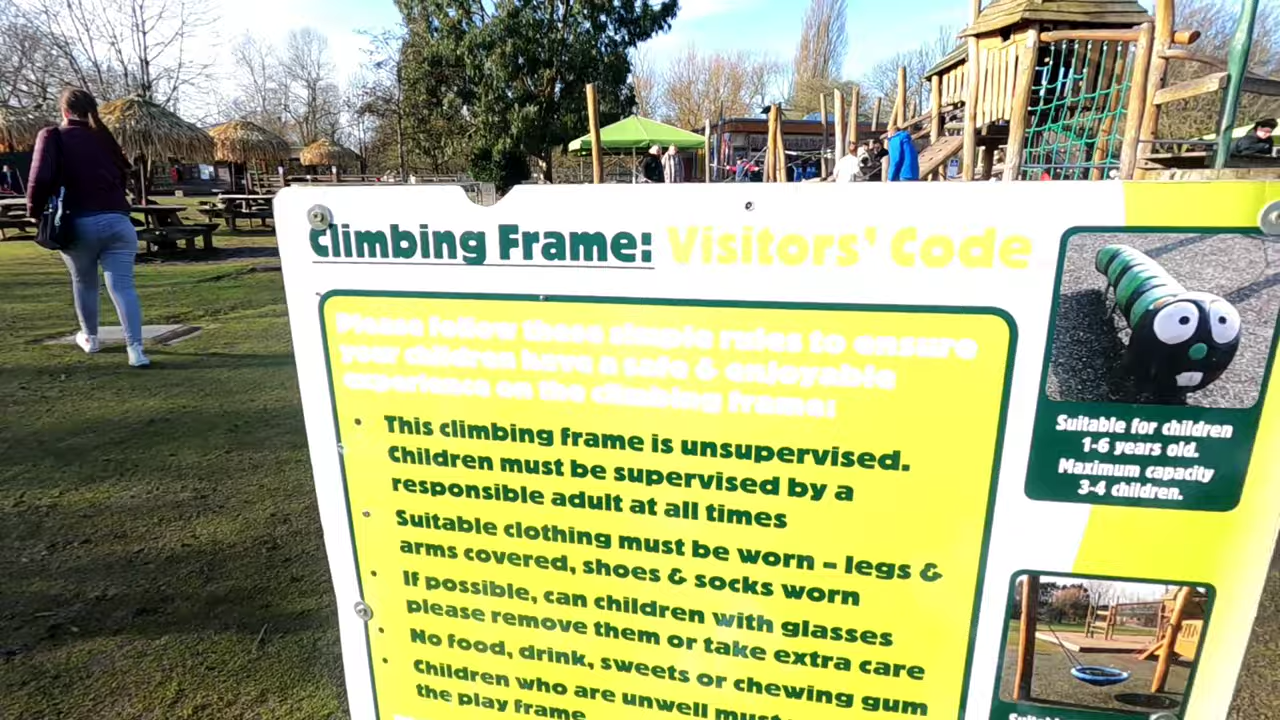 Climbing Frame: Visitors' Code
Please follow these simple rules to ensure
your children have a safe & enjoyable
experience on the climbing frame:
• This climbing frame is unsupervised.
Children must be supervised by a
responsible adult at all times
• Suitable clothing must be worn – legs &
arms covered, shoes & socks worn
• If possible, can children with glasses
please remove them or take extra care
• No food, drink, sweets or chewing gum
• Children who are unwell must
the play frame
Suitable for children
1-6 years old.
Maximum capacity
3-4 children.